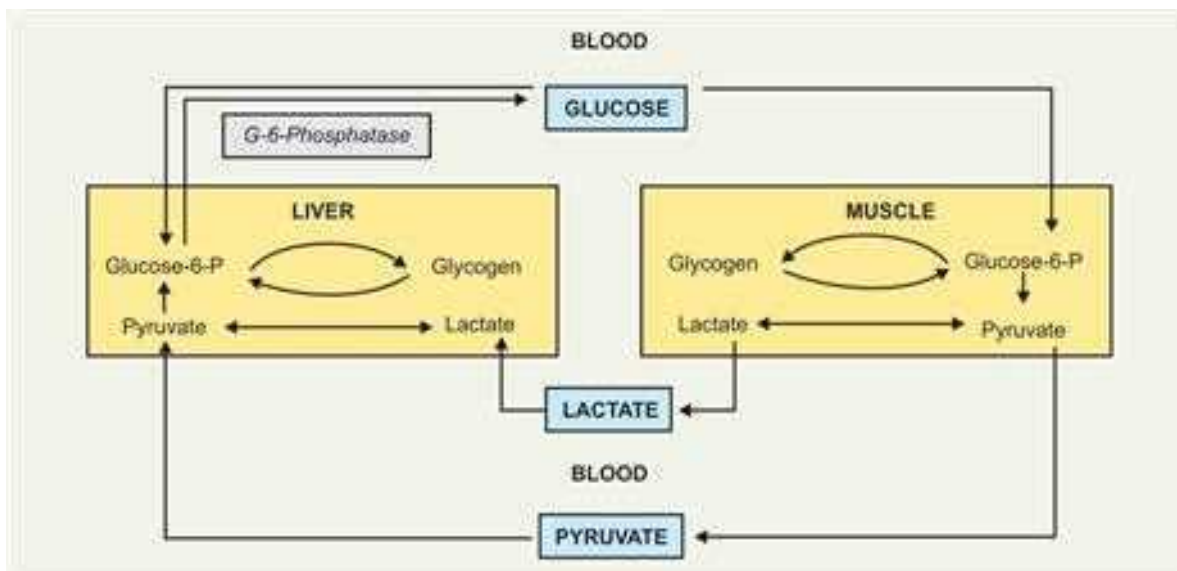 BLOOD
GLUCOSE
G-6-Phosphatase
LIVER
Glucose-6-P
Glycogen
Pyruvate
Lactate
MUSCLE
Glycogen
Glucose-6-P
Lactate
Pyruvate
LACTATE
BLOOD
PYRUVATE